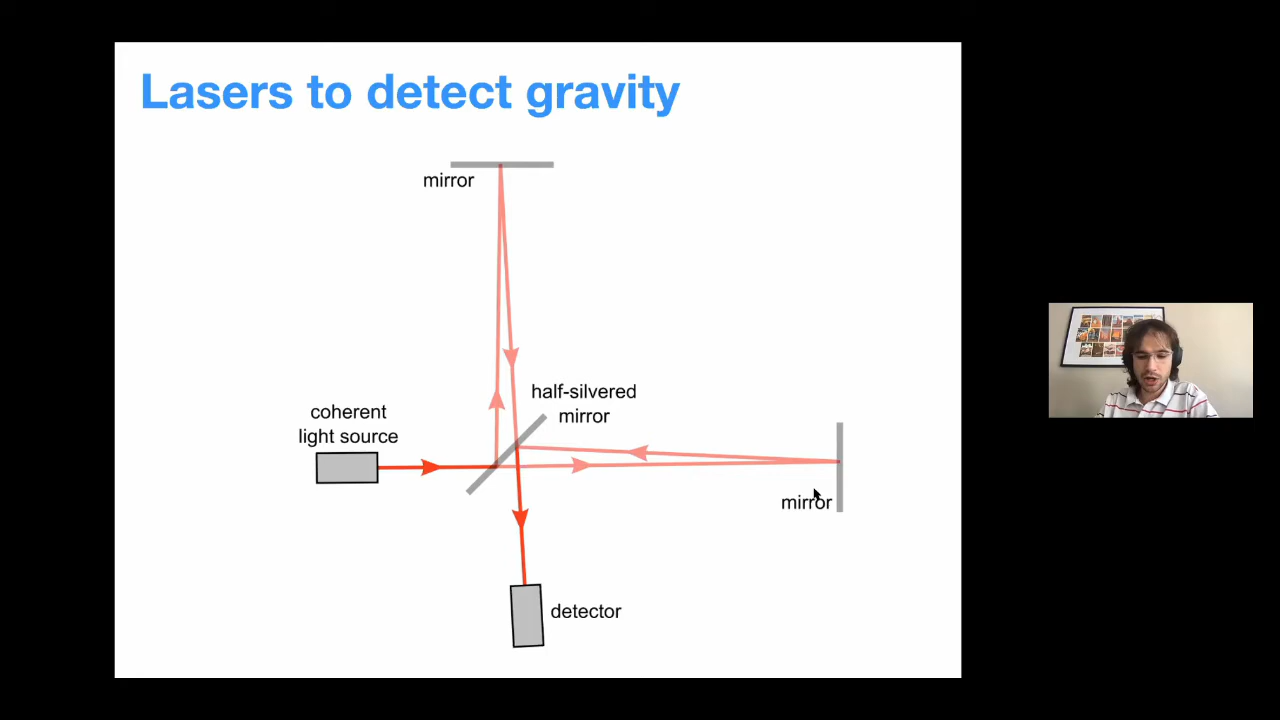 Lasers to detect gravity
mirror
half-silvered
mirror
coherent
light source
mirror
detector